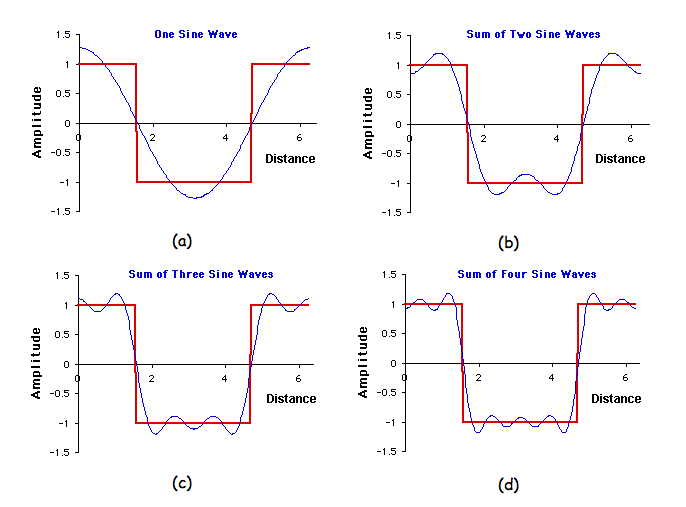 One Sine Wave
1.5
1
0.5
0
-0.5
-1
-1.5
0 2 4 6
Amplitude
Distance
(a)
Sum of Two Sine Waves
1.5
1
0.5
0
-0.5
-1
-1.5
0 2 4 6
Amplitude
Distance
(b)
Sum of Three Sine Waves
1.5
1
0.5
0
-0.5
-1
-1.5
0 2 4 6
Amplitude
Distance
(c)
Sum of Four Sine Waves
1.5
1
0.5
0
-0.5
-1
-1.5
0 2 4 6
Amplitude
Distance
(d)